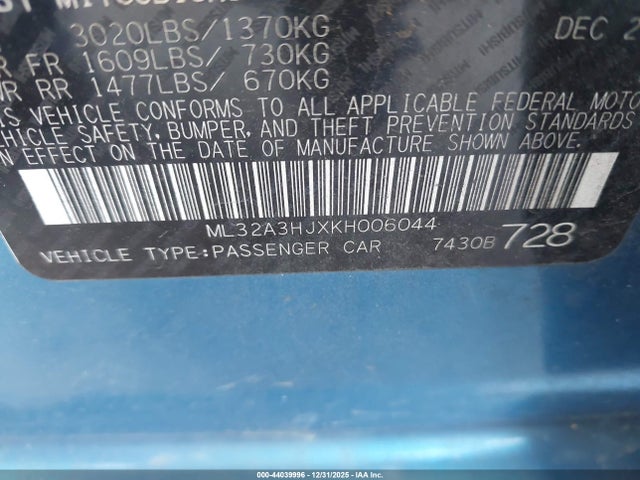 3020LBS/1370KG DEC 2
FR 1609LBS/ 730KG
RR 1477LBS/ 670KG
VEHICLE CONFORMS TO ALL APPLICABLE FEDERAL MOTO
VEHICLE SAFETY, BUMPER, AND THEFT PREVENTION STANDARDS
IN EFFECT ON THE DATE OF MANUFACTURE SHOWN ABOVE.
ML32A3HJXKH006044
VEHICLE TYPE:PASSENGER CAR 7430B 728
000-44039996 - 12/31/2025 - IAA Inc.